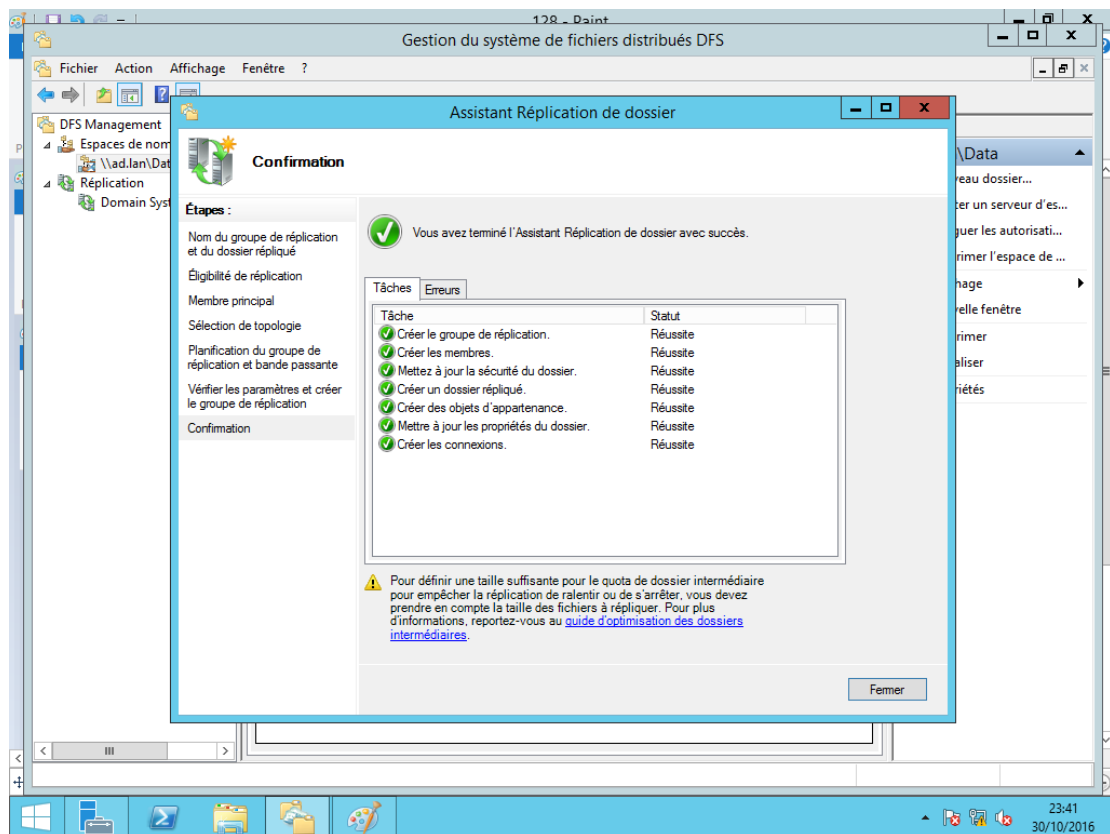 128 - Paint
Gestion du système de fichiers distribués DFS
Fichier Action Affichage Fenêtre ?
DFS Management
Espaces de nom
\\ad.lan\Dat
Réplication
Domain Syst
Assistant Réplication de dossier
Confirmation
Étapes :
Nom du groupe de réplication
et du dossier répliqué
Éligibilité de réplication
Membre principal
Sélection de topologie
Planification du groupe de
réplication et bande passante
Vérifier les paramètres et créer
le groupe de réplication
Confirmation
Vous avez terminé l'Assistant Réplication de dossier avec succès.
Tâches Erreurs
Tâche Statut
Créer le groupe de réplication. Réussite
Créer les membres. Réussite
Mettez à jour la sécurité du dossier. Réussite
Créer un dossier répliqué. Réussite
Créer des objets d'appartenance. Réussite
Mettre à jour les propriétés du dossier. Réussite
Créer les connexions. Réussite
Pour définir une taille suffisante pour le quota de dossier intermédiaire
pour empêcher la réplication de ralentir ou de s'arrêter, vous devez
prendre en compte la taille des fichiers à répliquer. Pour plus
d'informations, reportez-vous au guide d'optimisation des dossiers
intermédiaires.
Fermer
\Data
veau dossier...
ter un serveur d'es...
guer les autorisati...
rimer l'espace de ...
hage
velle fenêtre
rimer
aliser
riétés
23:41
30/10/2016